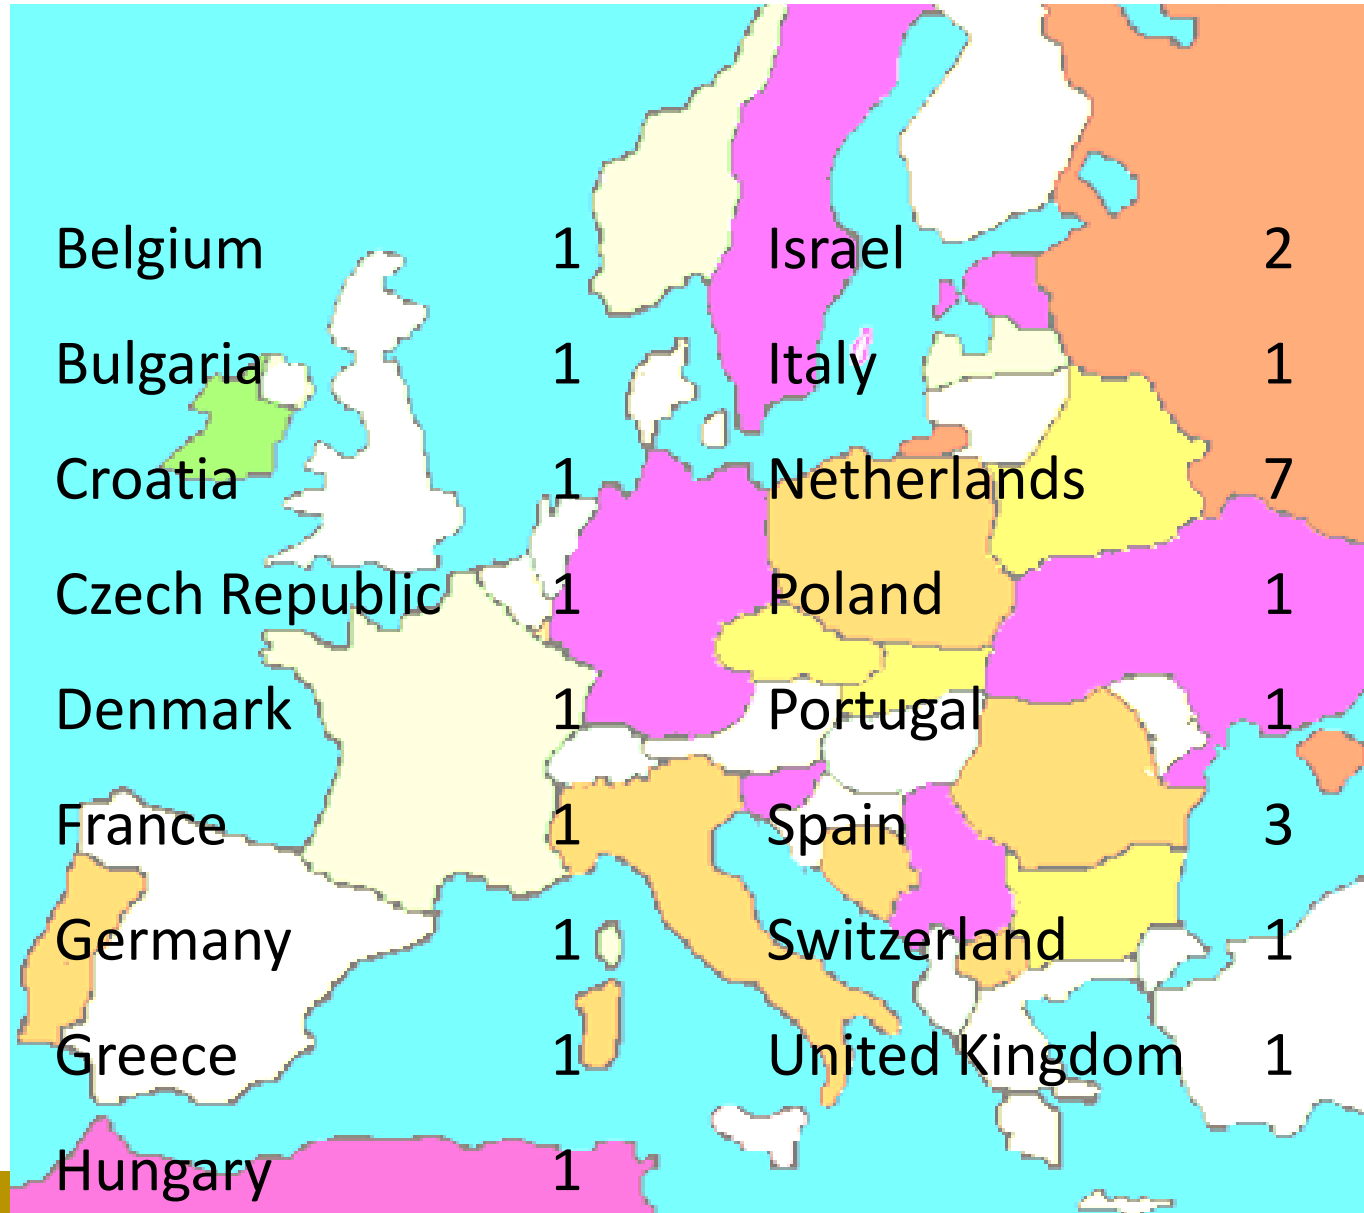 Belgium 1
Bulgaria 1
Croatia 1
Czech Republic 1
Denmark 1
France 1
Germany 1
Greece 1
Hungary 1
Israel 2
Italy 1
Netherlands 7
Poland 1
Portugal 1
Spain 3
Switzerland 1
United Kingdom 1